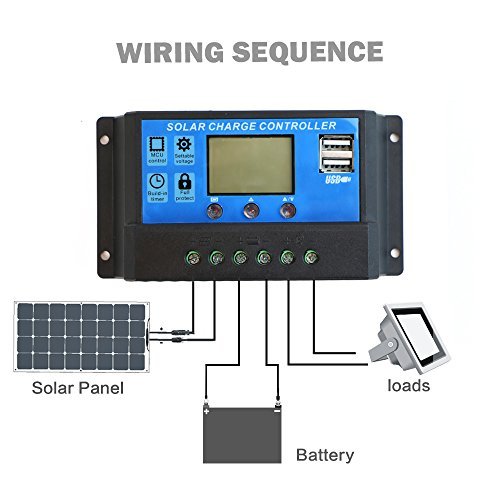 WIRING SEQUENCE
SOLAR CHARGE CONTROLLER
MCU
control
Settable
voltage
Build-in
timer
Full
protect
USB
Solar Panel
loads
+ -
Battery